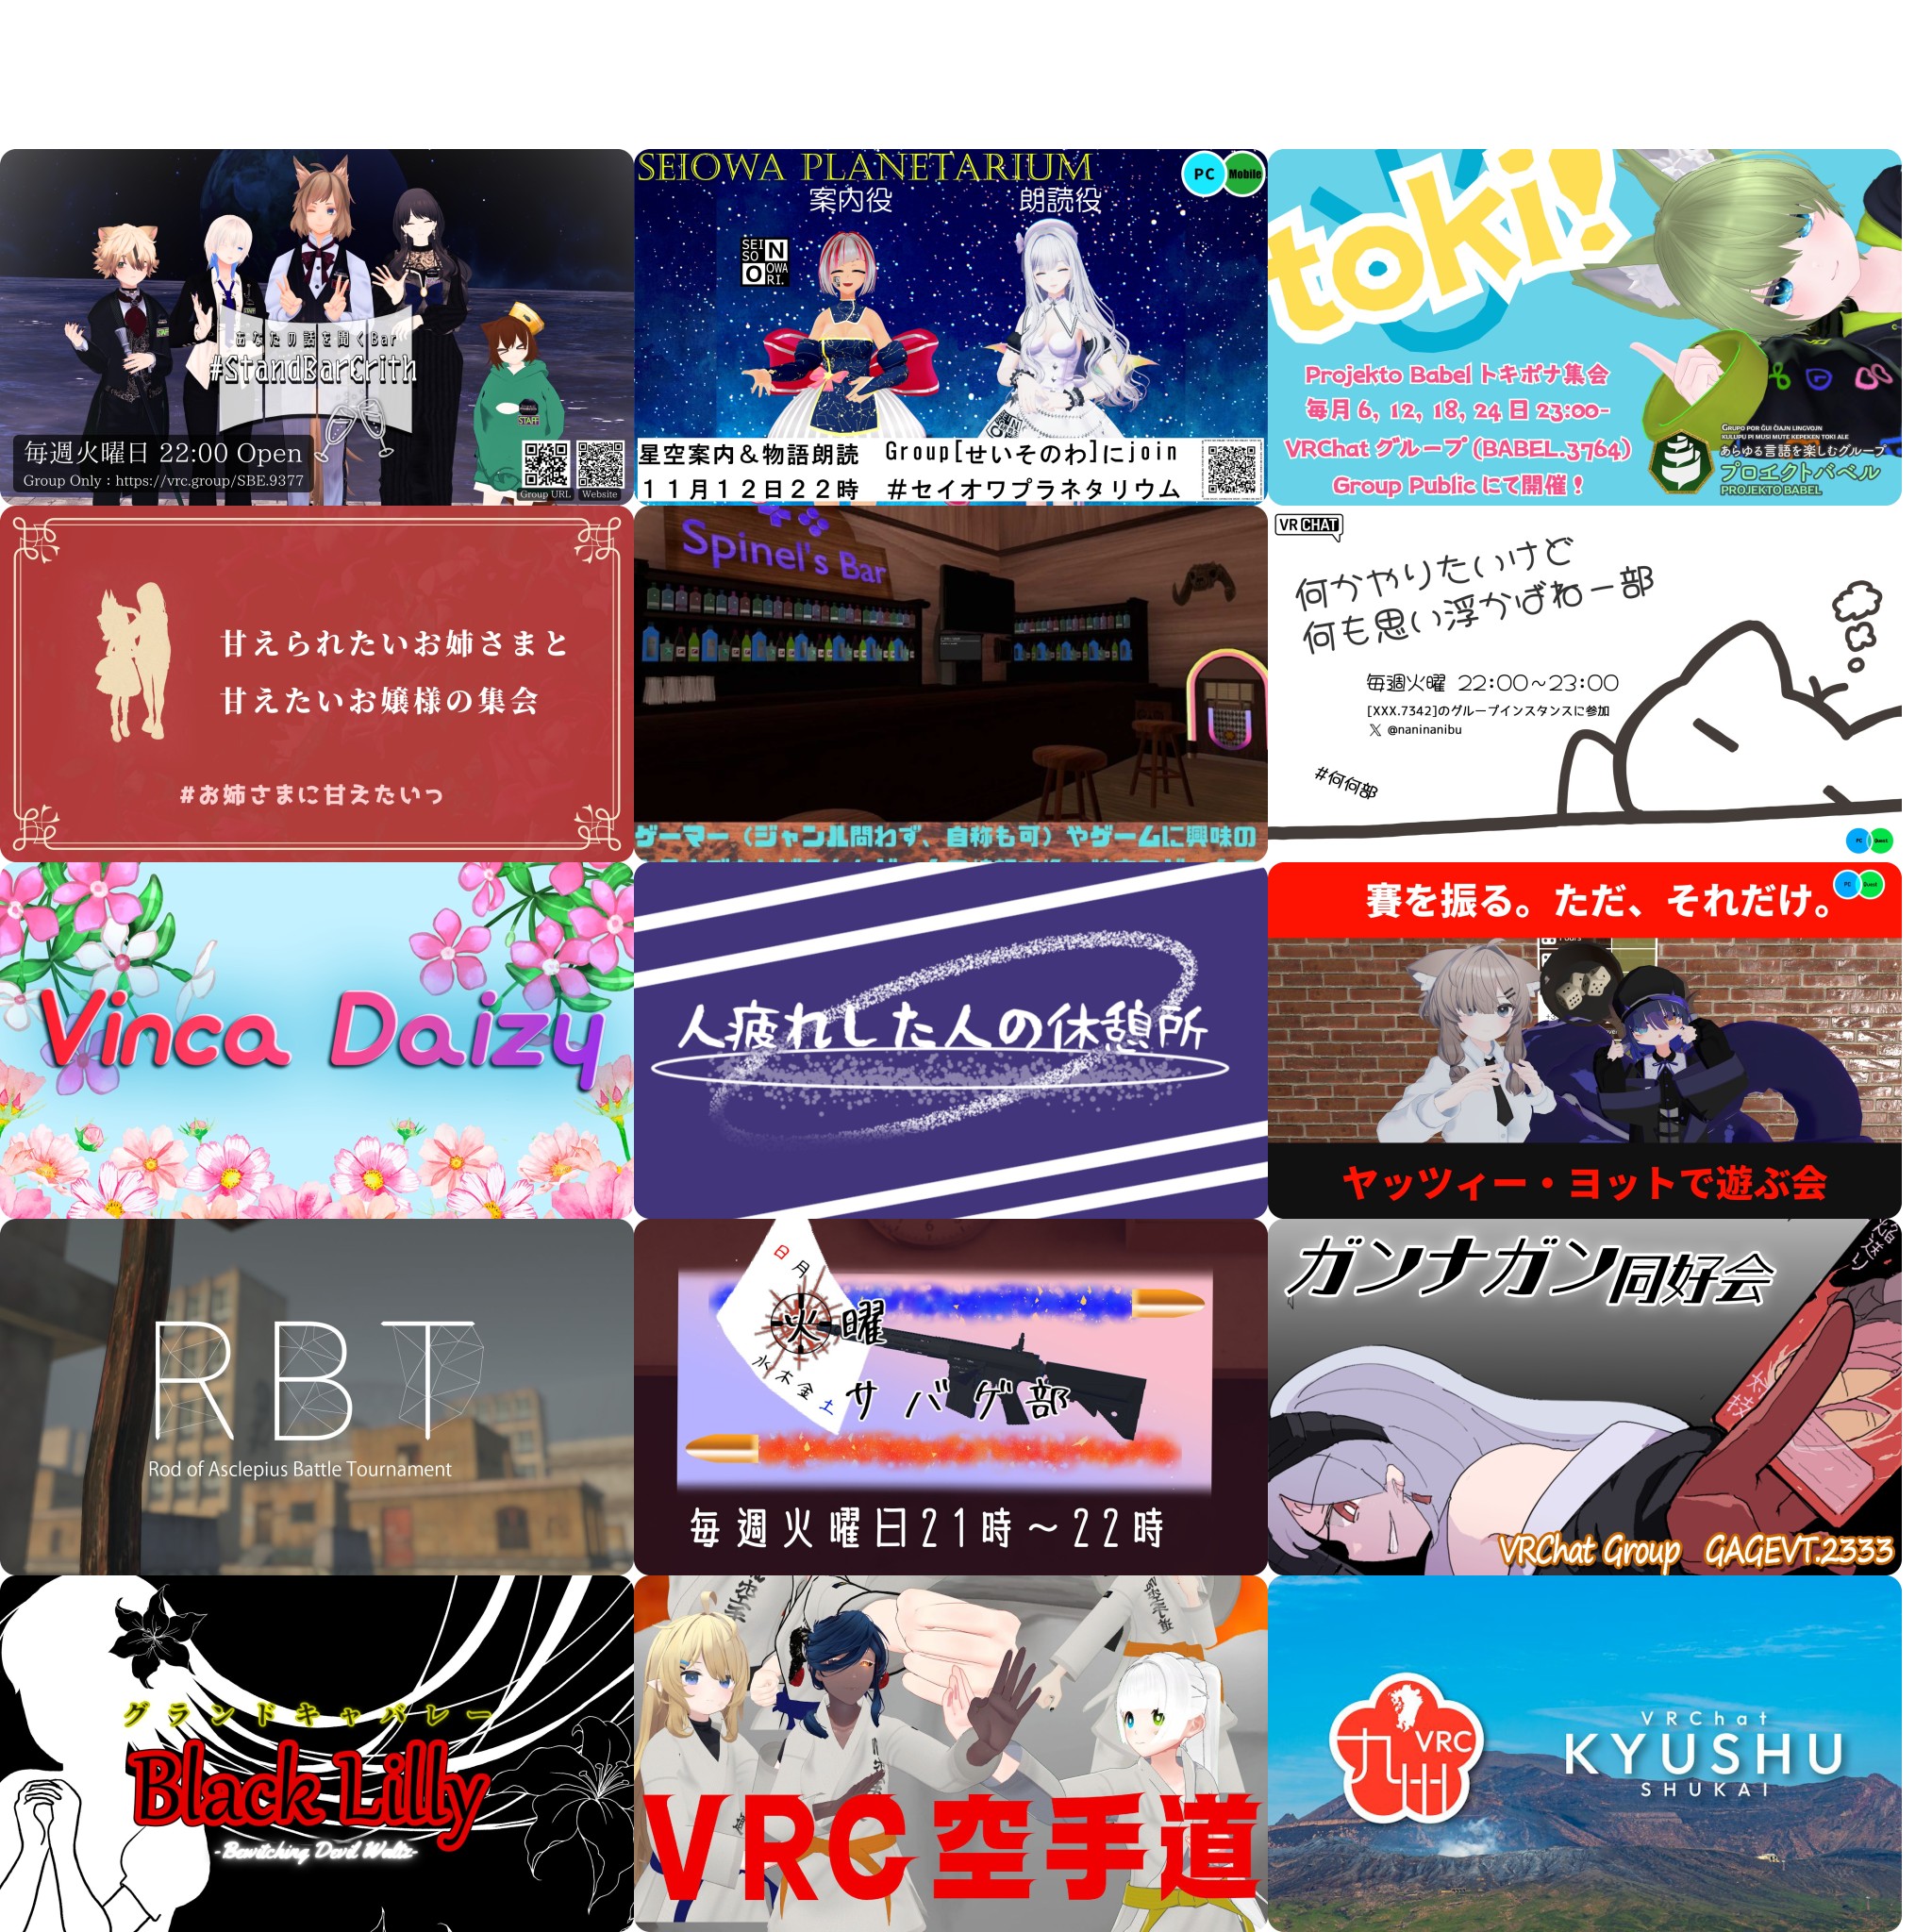 あなたの話を聞くBar
#StandBarCrith
毎週火曜日 22:00 Open
Group Only : https://vrc.group/SBE.9377
STAFF
Group URL
Website
SEIOWA PLANETARIUM
PC
Mobile
案内役
朗読役
SEI
SO
N
O
OWA
RI.
星空案内&物語朗読
Group[せいそのわ]にjoin
11月12日22時
#セイオワプラネタリウム
toki!
Projekto Babel トキポナ集会
毎月 6, 12, 18, 24 日 23:00-
VRChat グループ (BABEL.3764)
Group Public にて開催!
GRUPO POR ĜUI ĈIAJN LINGVOJN
KULUPU PI MUSI MUTE KEPEKEN TOKI ALE
あらゆる言語を楽しむグループ
プロエクトバベル
PROJEKTO BABEL
甘えられたいお姉さまと
甘えたいお嬢様の集会
#お姉さまに甘えたいっ
Spinel's Bar
ゲーマー(ジャンル問わず、自称も可)やゲームに興味の
VRCHAT
何かやりたいけど
何も思い浮かばねー部
毎週火曜 22:00~23:00
[XXX.7342]のグループインスタンスに参加
X @naninanibu
#何何部
PC
Quest
Vinca Daizy
人疲れした人の休憩所
賽を振る。ただ、それだけ。
PC
Quest
ヤッツィー・ヨットで遊ぶ会
RBT
Rod of Asclepius Battle Tournament
日
月
火曜
水
木
金
土
サバゲ部
毎週火曜日21時~22時
ガンナガン同好会
VRChat Group GAGEVT.2333
グランドキャバレー
Black Lilly
-Bewitching Devil Waltz-
VRC空手道
VRC
九州
VRChat
KYUSHU
SHUKAI